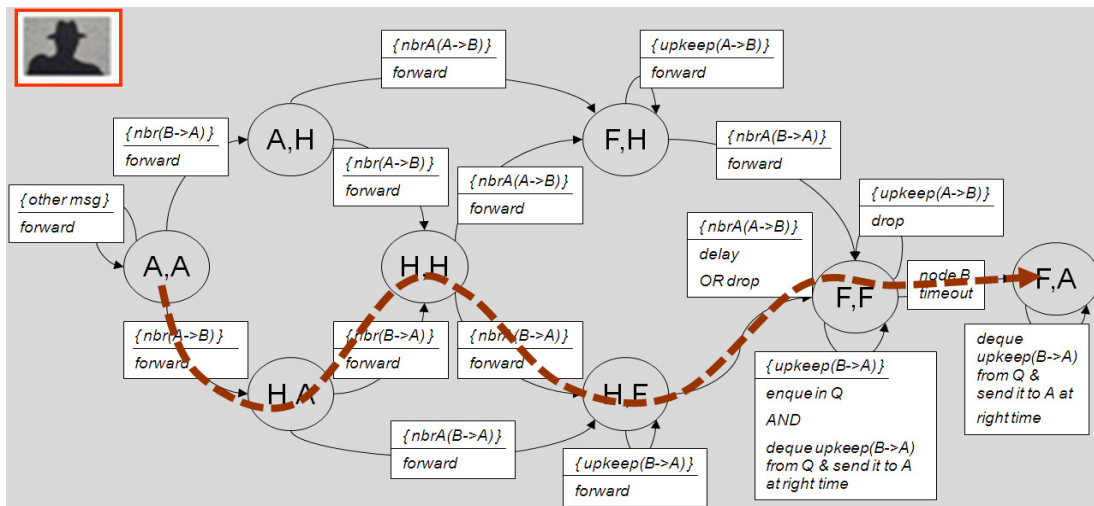 {nbrA(A->B)}
forward
{upkeep(A->B)}
forward
{nbr(B->A)}
forward
A,H
F,H
{nbrA(B->A)}
forward
{nbr(A->B)}
forward
{nbrA(A->B)}
forward
{other msg}
forward
{upkeep(A->B)}
drop
{nbrA(A->B)}
delay
OR drop
A,A
H,H
F,F
node B
timeout
F,A
{nbr(A->B)}
forward
{nbr(B->A)}
forward
{nbr(B->A)}
forward
H,A
H,F
{upkeep(B->A)}
enque in Q
AND
deque upkeep(B->A)
from Q & send it to A
at right time
deque
upkeep(B->A)
from Q &
send it to A at
right time
{nbrA(B->A)}
forward
{upkeep(B->A)}
forward